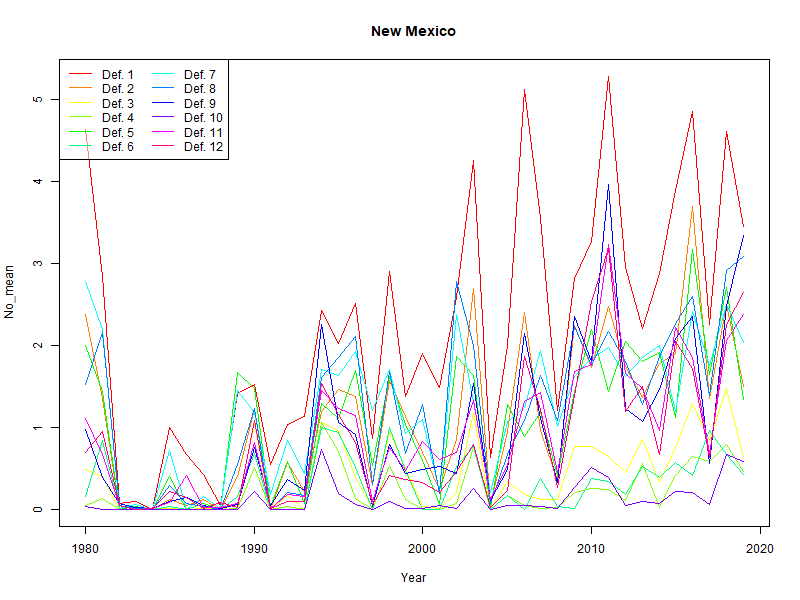 New Mexico
Def. 1
Def. 2
Def. 3
Def. 4
Def. 5
Def. 6
Def. 7
Def. 8
Def. 9
Def. 10
Def. 11
Def. 12
No_mean
5
4
3
2
1
0
1980
1990
2000
2010
2020
Year